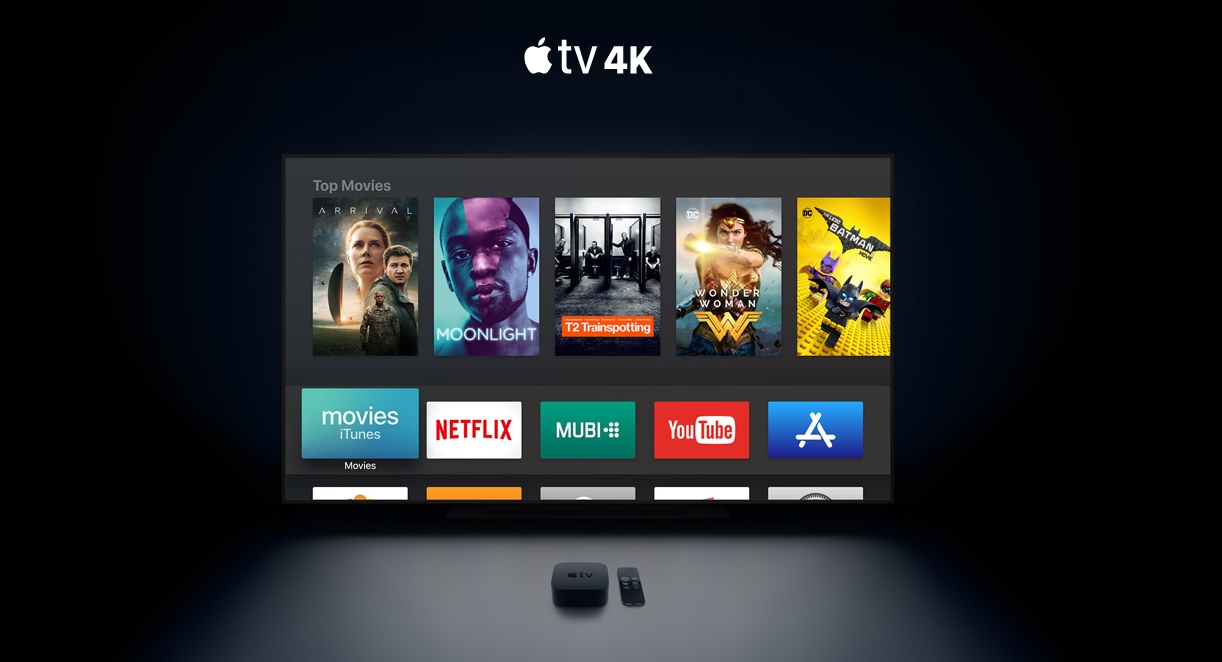 tv 4K
Top Movies
ARRIVAL
MOONLIGHT
T2 Trainspotting
DC
WONDER
WOMAN
DC
THE LEGO
BATMAN
MOVIE
movies
iTunes
NETFLIX
MUBI
YouTube
Movies
tv